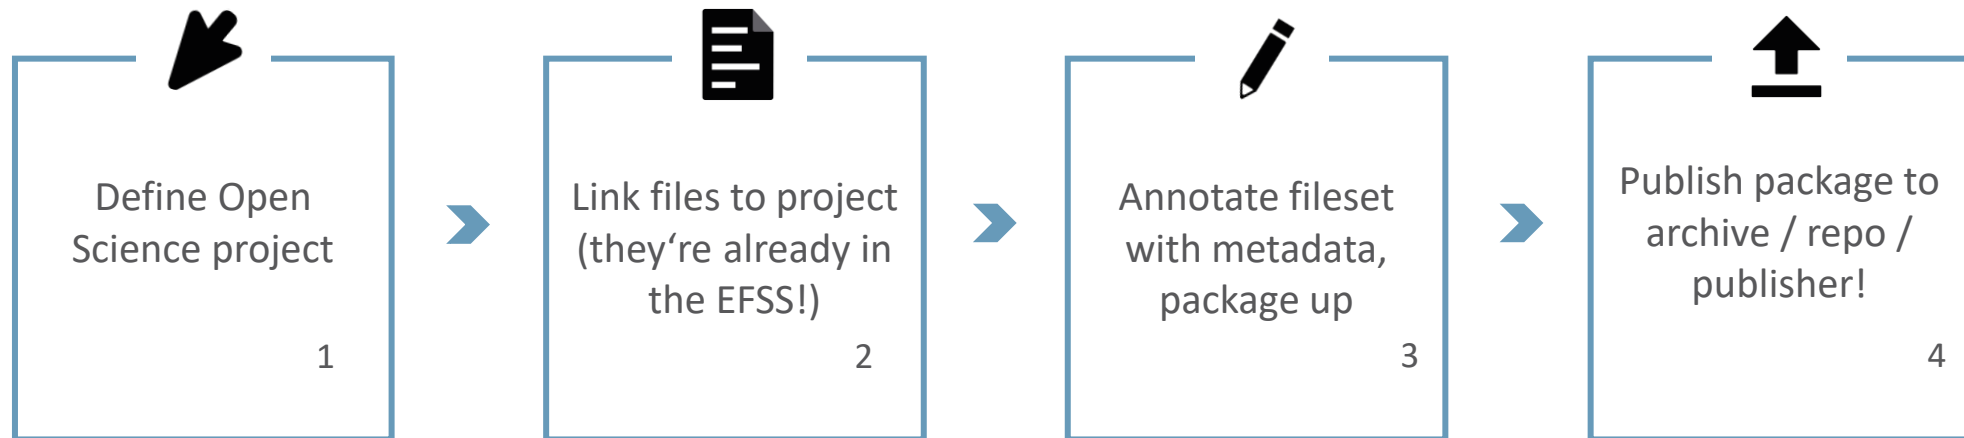 Define Open
Science project
1
Link files to project
(they‘re already in
the EFSS!)
2
Annotate fileset
with metadata,
package up
3
Publish package to
archive / repo /
publisher!
4